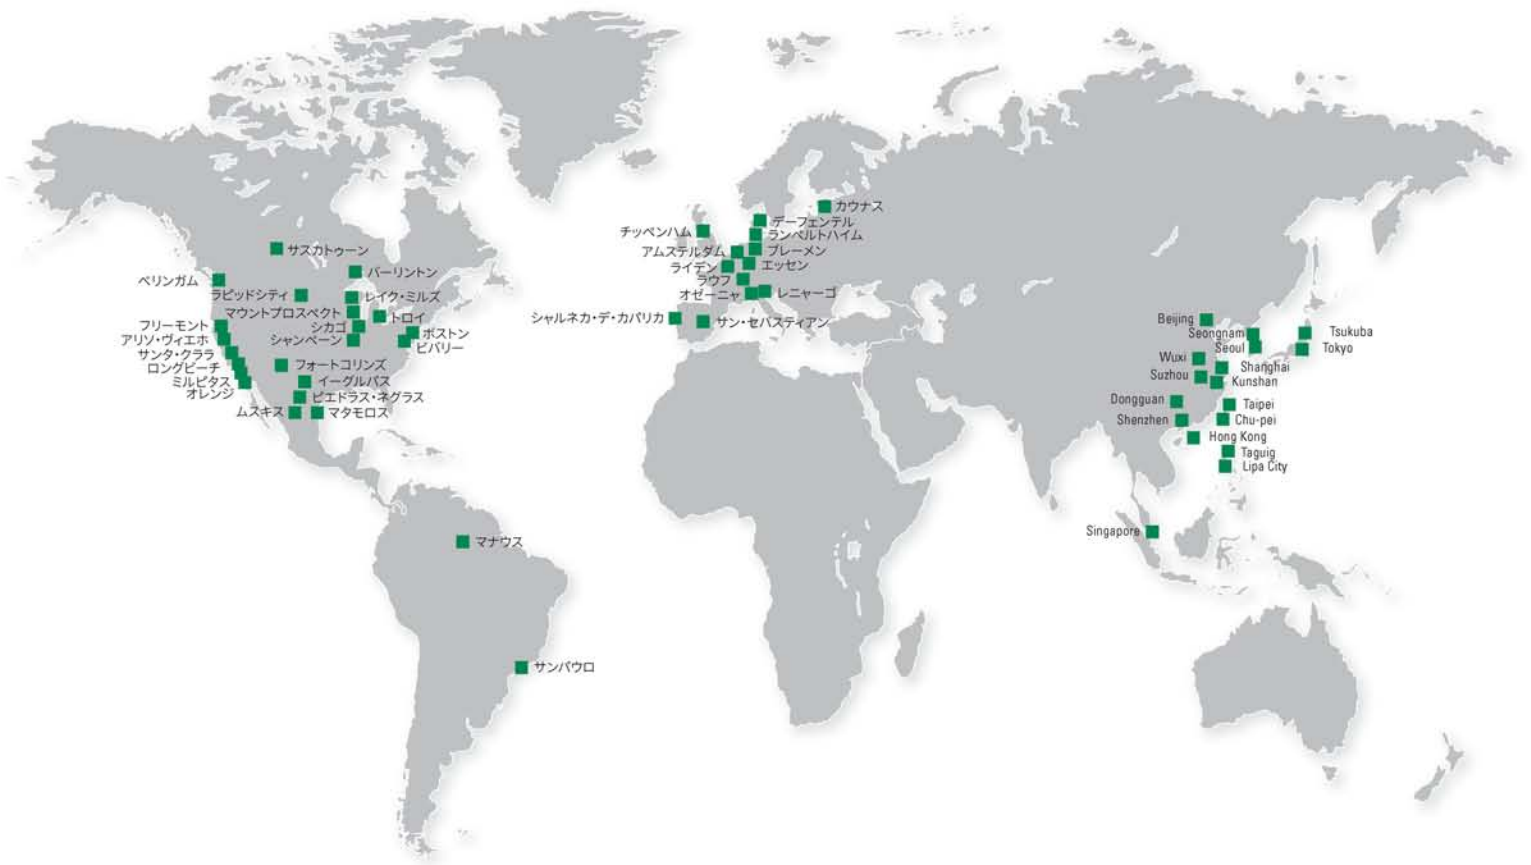 サスカトゥーン
ベリンガム
バーリントン
ラピッドシティ
レイク・ミルズ
マウントプロスペクト
トロイ
フリーモント
シカゴ
ボストン
アリソ・ヴィエホ
シャンペーン
ビバリー
サンタ・クララ
ロングビーチ
フォートコリンズ
ミルピタス
イーグルパス
オレンジ
ピエドラス・ネグラス
ムスキス
マタモロス
マナウス
サンパウロ
カウナス
チッペンハム
デーフェンテル
ランペルトハイム
アムステルダム
ブレーメン
ライデン
エッセン
ラウフ
オゼーニャ
レニャーゴ
シャルネカ・デ・カパリカ
サン・セバスティアン
Beijing
Seongnam
Tsukuba
Seoul
Tokyo
Wuxi
Shanghai
Suzhou
Kunshan
Dongguan
Taipei
Shenzhen
Chu-pei
Hong Kong
Taguig
Lipa City
Singapore